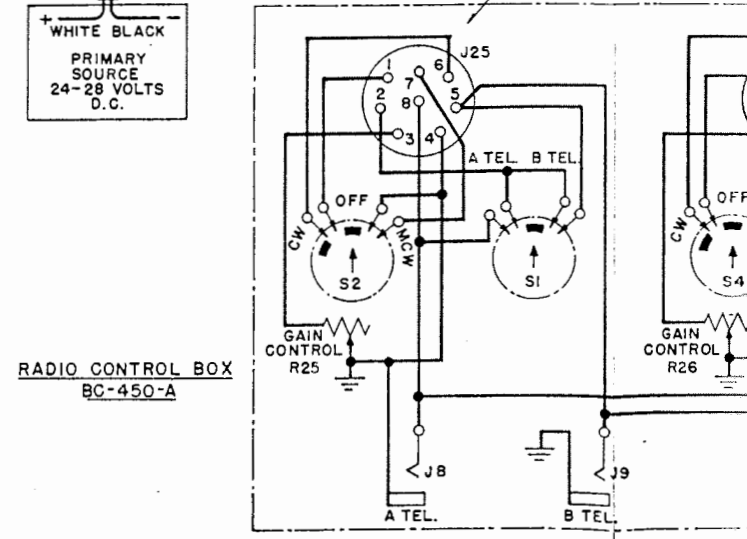 + −
WHITE BLACK
PRIMARY
SOURCE
24-28 VOLTS
D.C.
J25
1
7
6
2
8
5
3
4
A TEL. B TEL.
OFF
CW
MCW
S2
S1
OFF
CW
S4
GAIN
CONTROL
R25
GAIN
CONTROL
R26
RADIO CONTROL BOX
BC-450-A
J8
J9
A TEL.
B TEL.